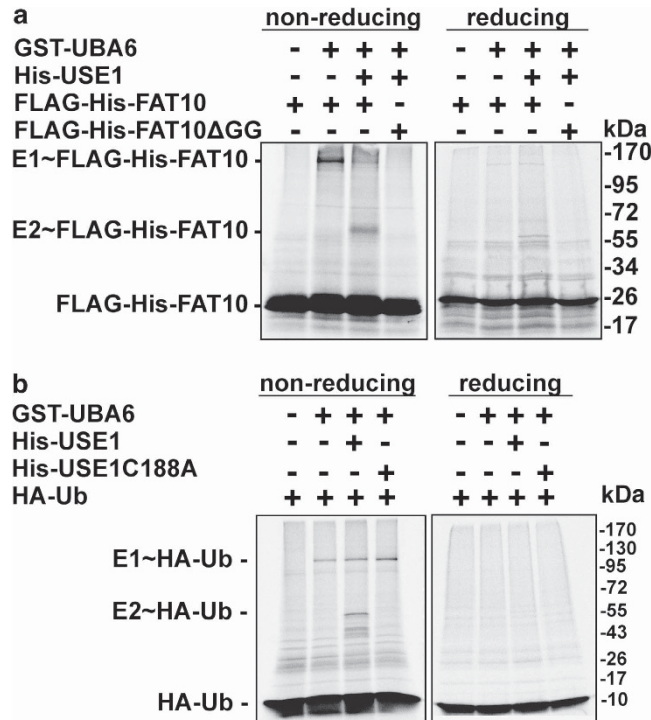 a
non-reducing reducing
GST-UBA6 - + + + - + + +
His-USE1 - - + + - - + +
FLAG-His-FAT10 + + + - + + + -
FLAG-His-FAT10ΔGG - - - + - - - + kDa
E1~FLAG-His-FAT10 - -170
-95
-72
E2~FLAG-His-FAT10 - -55
-34
FLAG-His-FAT10 - -26
-17
b
non-reducing reducing
GST-UBA6 - + + + - + + +
His-USE1 - - + - - - + -
His-USE1C188A - - - + - - - +
HA-Ub + + + + + + + + kDa
-170
-130
E1~HA-Ub - -95
-72
E2~HA-Ub - -55
-43
-26
-17
HA-Ub - -10